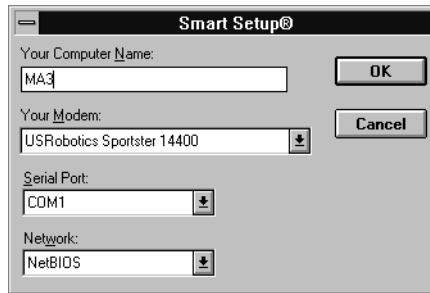 Smart Setup®
Your Computer Name:
MA3
OK
Your Modem:
USRobotics Sportster 14400
Cancel
Serial Port:
COM1
Network:
NetBIOS